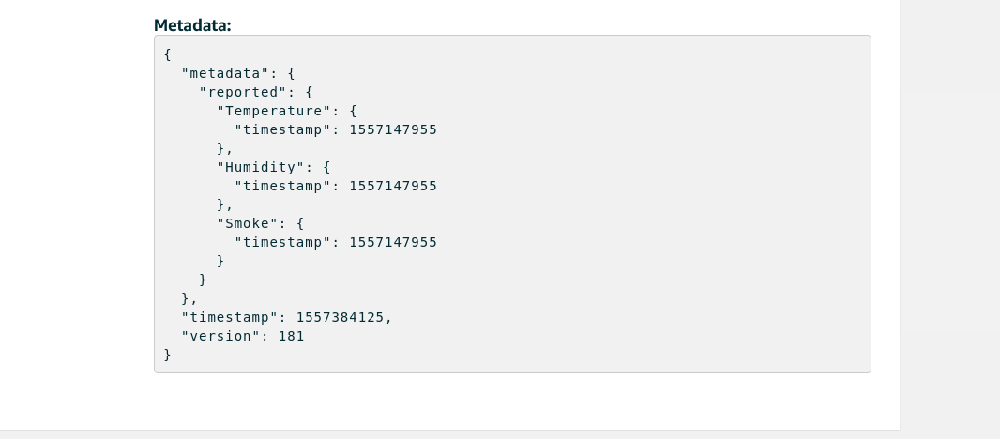 Metadata:
{
  "metadata": {
    "reported": {
      "Temperature": {
        "timestamp": 1557147955
      },
      "Humidity": {
        "timestamp": 1557147955
      },
      "Smoke": {
        "timestamp": 1557147955
      }
    }
  },
  "timestamp": 1557384125,
  "version": 181
}